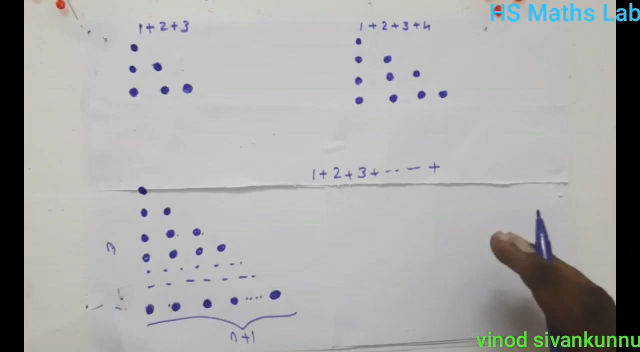 HS Maths Lab
1+2+3
1+2+3+4
1+2+3+ ... — +
n
n+1
vinod sivankunnu